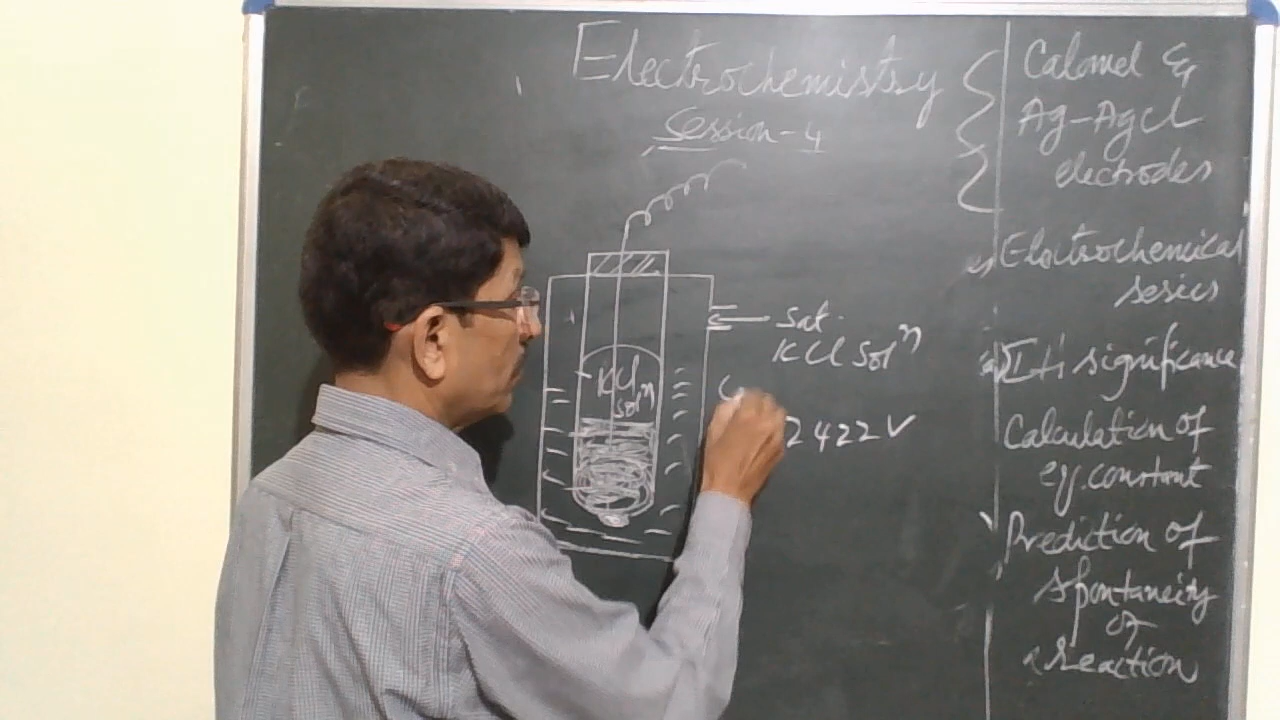 Electrochemistry
Session-4
Calomel &
Ag-AgCl
electrodes
Electrochemical
series
Its significance
Calculation of
eq. constant
Prediction of
spontaneity
of
reaction
Sat.
KCl Solⁿ
KCl
Solⁿ
2422 V